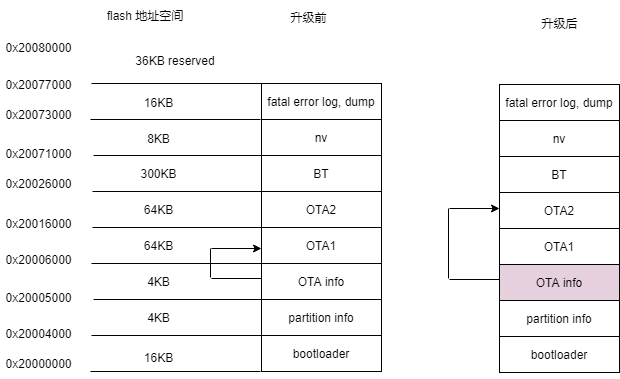 flash 地址空间 升级前 升级后
0x20080000
36KB reserved
0x20077000
16KB fatal error log, dump fatal error log, dump
0x20073000
8KB nv nv
0x20071000
300KB BT BT
0x20026000
64KB OTA2 OTA2
0x20016000
64KB OTA1 OTA1
0x20006000
4KB OTA info OTA info
0x20005000
4KB partition info partition info
0x20004000
16KB bootloader bootloader
0x20000000